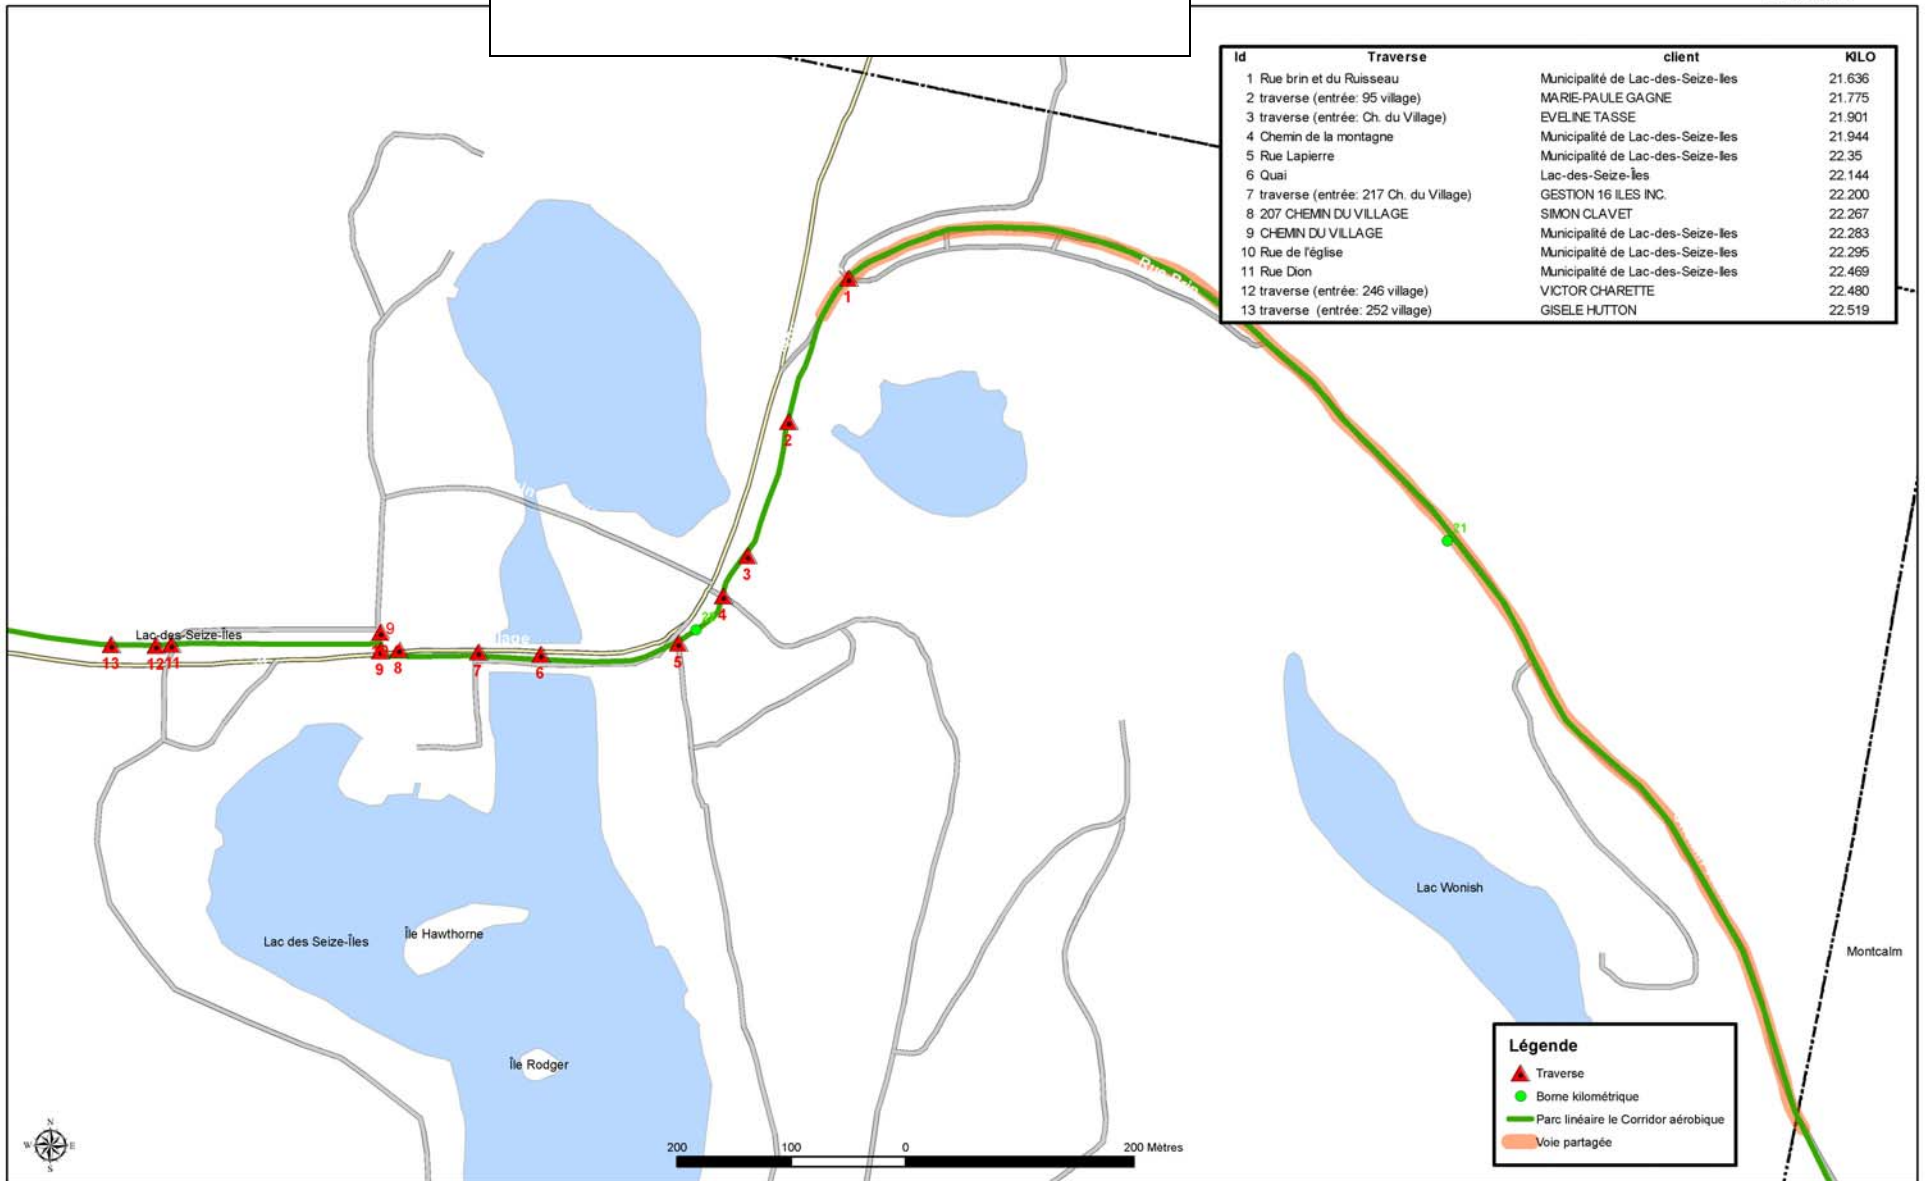 Id Traverse client KILO
1 Rue brin et du Ruisseau Municipalité de Lac-des-Seize-Iles 21.636
2 traverse (entrée: 95 village) MARIE-PAULE GAGNE 21.775
3 traverse (entrée: Ch. du Village) EVELINE TASSE 21.901
4 Chemin de la montagne Municipalité de Lac-des-Seize-Iles 21.944
5 Rue Lapierre Municipalité de Lac-des-Seize-Iles 22.35
6 Quai Lac-des-Seize-Îles 22.144
7 traverse (entrée: 217 Ch. du Village) GESTION 16 ILES INC. 22.200
8 207 CHEMIN DU VILLAGE SIMON CLAVET 22.267
9 CHEMIN DU VILLAGE Municipalité de Lac-des-Seize-Iles 22.283
10 Rue de l'église Municipalité de Lac-des-Seize-Iles 22.295
11 Rue Dion Municipalité de Lac-des-Seize-Iles 22.469
12 traverse (entrée: 246 village) VICTOR CHARETTE 22.480
13 traverse (entrée: 252 village) GISELE HUTTON 22.519
Rue Brin
1
2
21
3
4
9
Lac-des-Seize-Îles
13 12 11 9 8 7 6 5
Lac Wonish
Île Hawthorne
Lac des Seize-Îles
Montcalm
Île Rodger
Légende
Traverse
Borne kilométrique
Parc linéaire le Corridor aérobique
Voie partagée
N
W E
S
200 100 0 200 Mètres